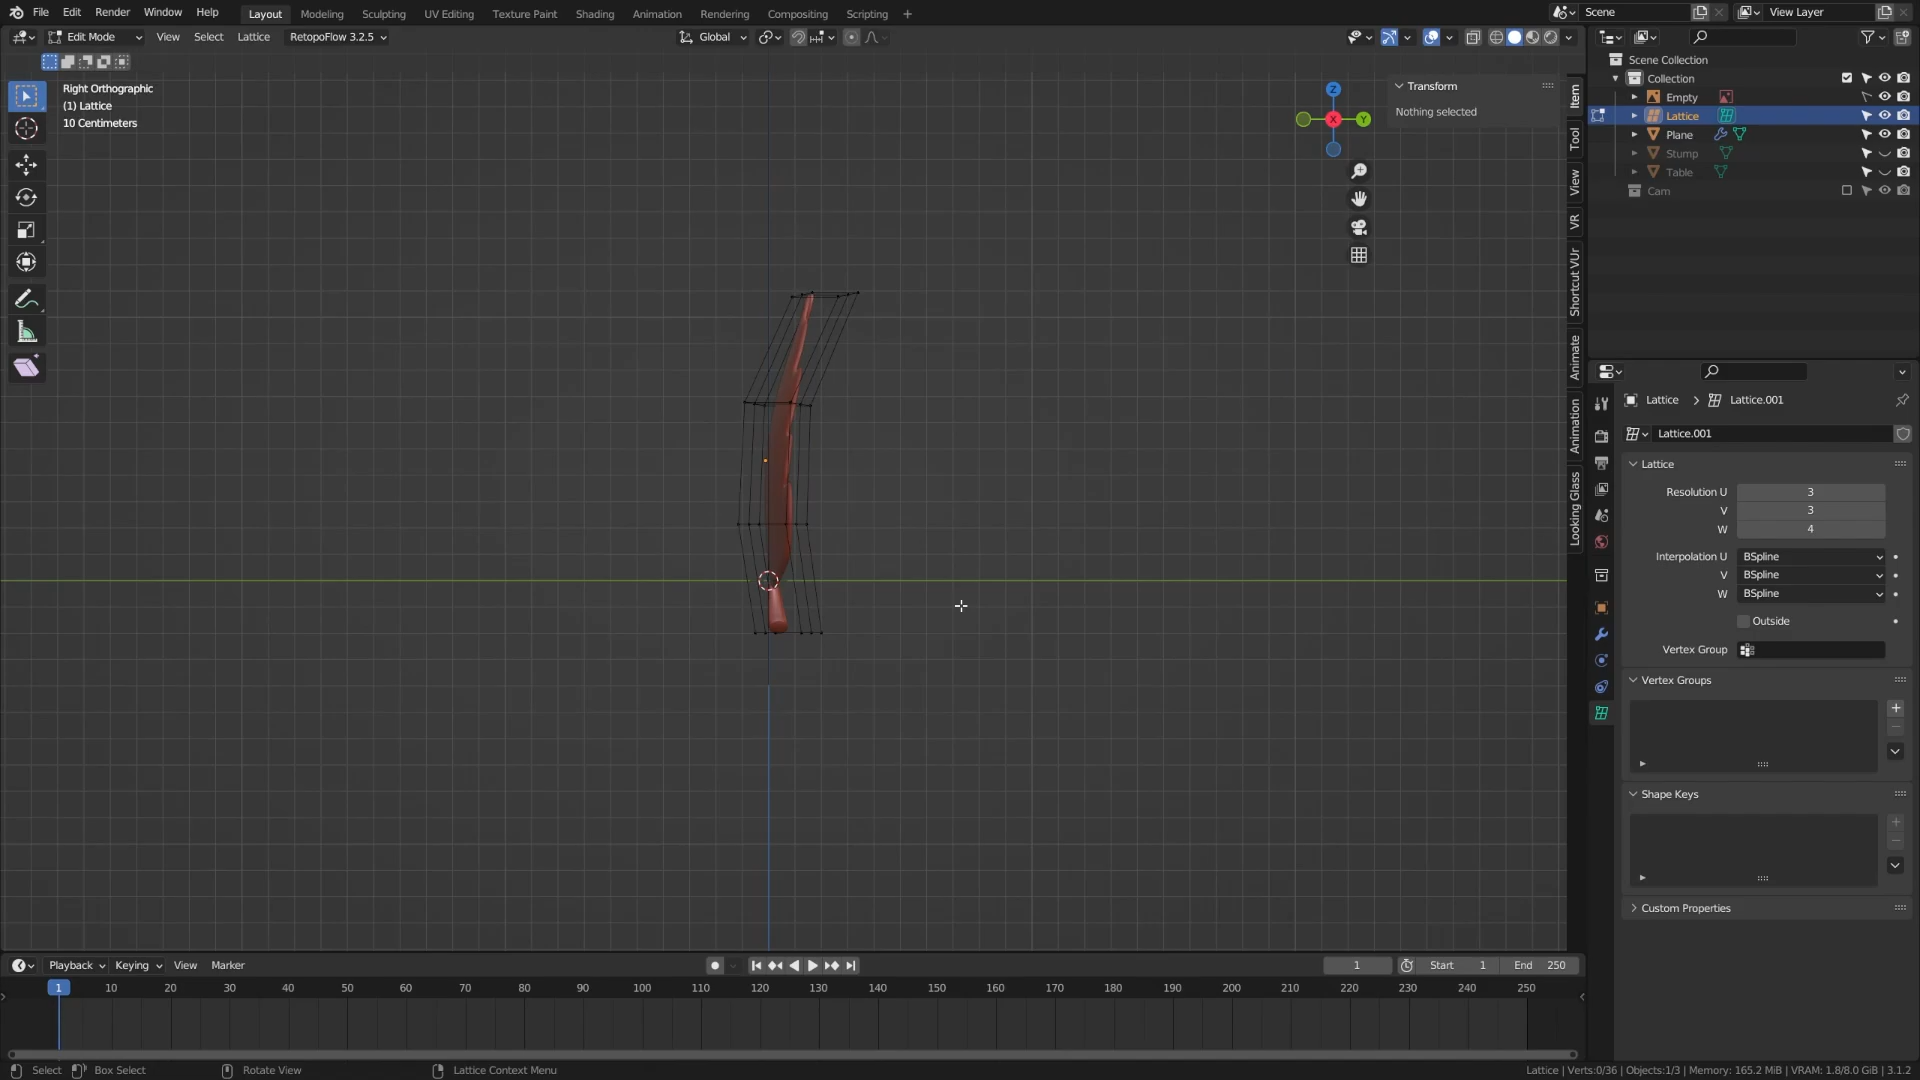 File Edit Render Window Help Layout Modeling Sculpting UV Editing Texture Paint Shading Animation Rendering Compositing Scripting + Scene View Layer
Edit Mode View Select Lattice RetopoFlow 3.2.5 Global
Right Orthographic
(1) Lattice
10 Centimeters
Z
X
Y
Transform
Nothing selected
Item
Tool
View
VR
Shortcut VUr
Animate
Animation
Looking Glass
Scene Collection
Collection
Empty
Lattice
Plane
Stump
Table
Cam
Lattice > Lattice.001
Lattice.001
Lattice
Resolution U 3
V 3
W 4
Interpolation U BSpline
V BSpline
W BSpline
Outside
Vertex Group
Vertex Groups
Shape Keys
Custom Properties
Playback Keying View Marker 1 Start 1 End 250
1 10 20 30 40 50 60 70 80 90 100 110 120 130 140 150 160 170 180 190 200 210 220 230 240 250
Select Box Select Rotate View Lattice Context Menu Lattice | Verts:0/36 | Objects:1/3 | Memory: 165.2 MiB | VRAM: 1.8/8.0 GiB | 3.1.2